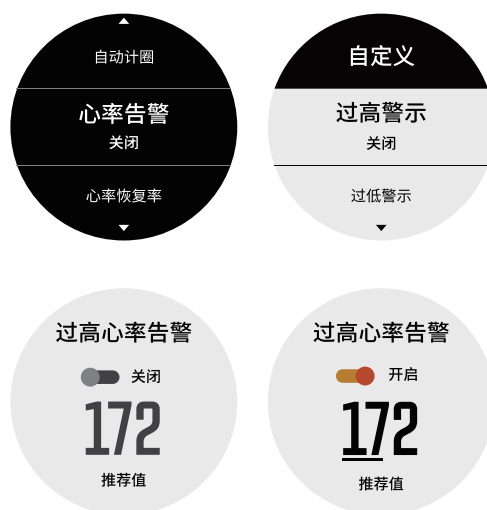 自动计圈
心率告警
关闭
心率恢复率
自定义
过高警示
关闭
过低警示
过高心率告警
关闭
172
推荐值
过高心率告警
开启
172
推荐值